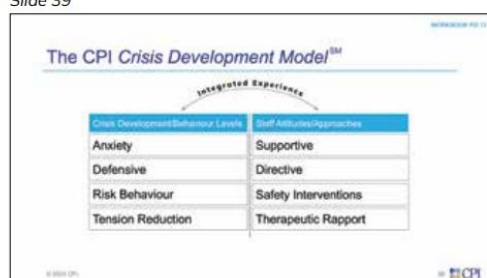 Slide 39
The CPI Crisis Development Model℠
Integrated Experience
Crisis Development/Behaviour Levels Staff Attitudes/Approaches
Anxiety Supportive
Defensive Directive
Risk Behaviour Safety Interventions
Tension Reduction Therapeutic Rapport
CPI